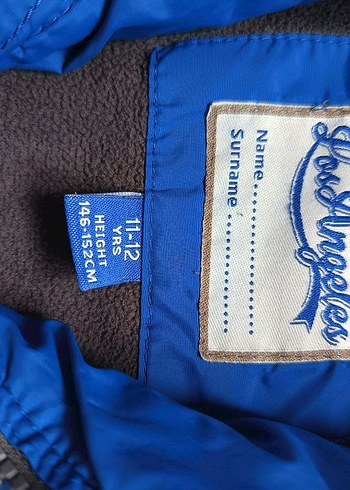 Los Angeles
Name..............
Surname..............
11-12
YRS
HEIGHT
146-152CM